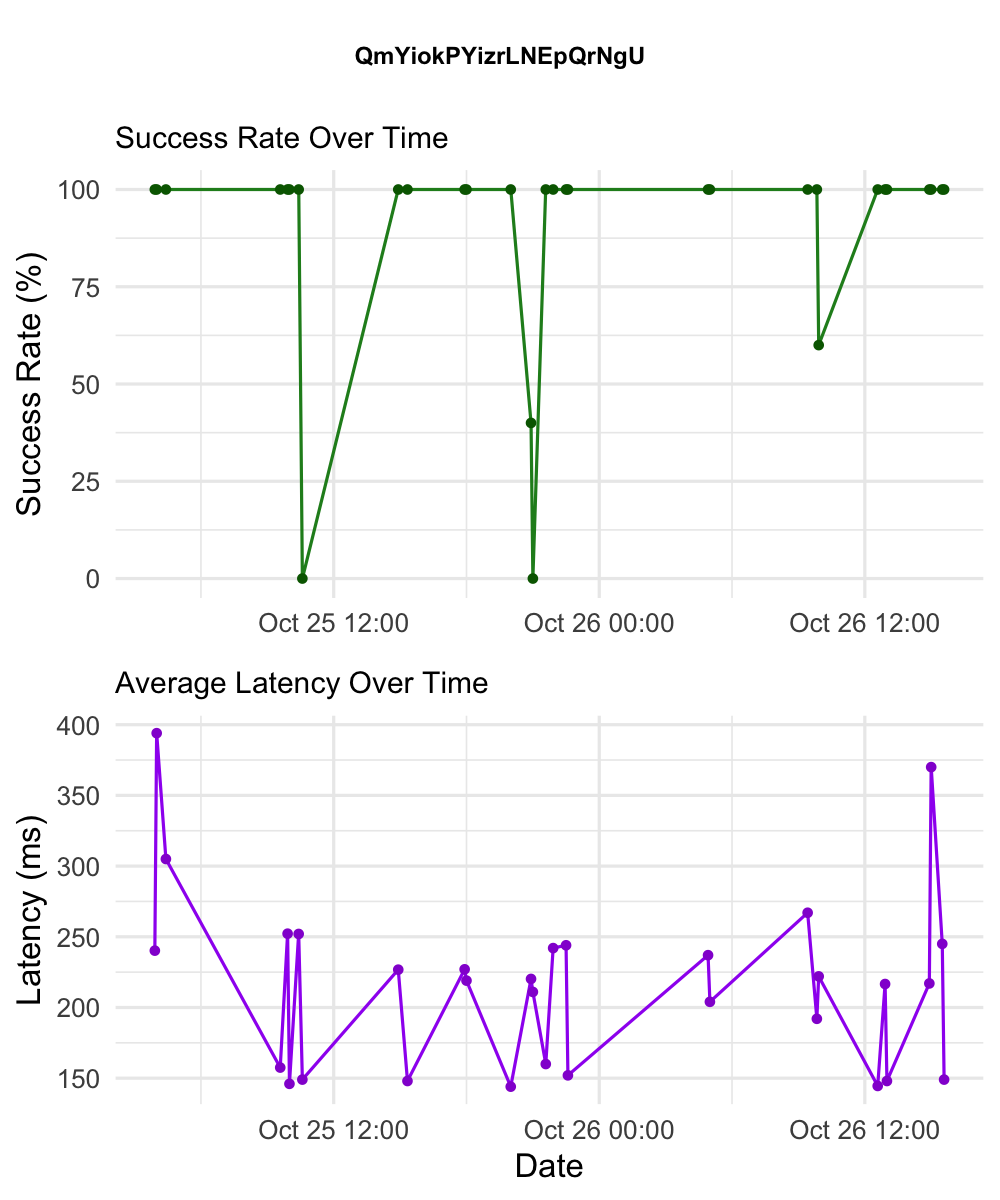 QmYiokPYizrLNEpQrNgU
Success Rate Over Time
Success Rate (%)
100
75
50
25
0
Oct 25 12:00 Oct 26 00:00 Oct 26 12:00
Average Latency Over Time
Latency (ms)
400
350
300
250
200
150
Oct 25 12:00 Oct 26 00:00 Oct 26 12:00
Date